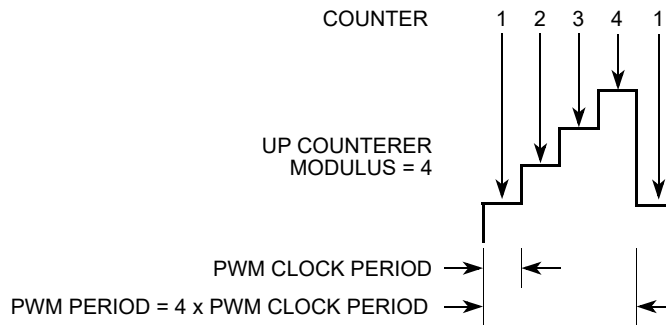 COUNTER 1 2 3 4 1
UP COUNTERER
MODULUS = 4
PWM CLOCK PERIOD
PWM PERIOD = 4 x PWM CLOCK PERIOD